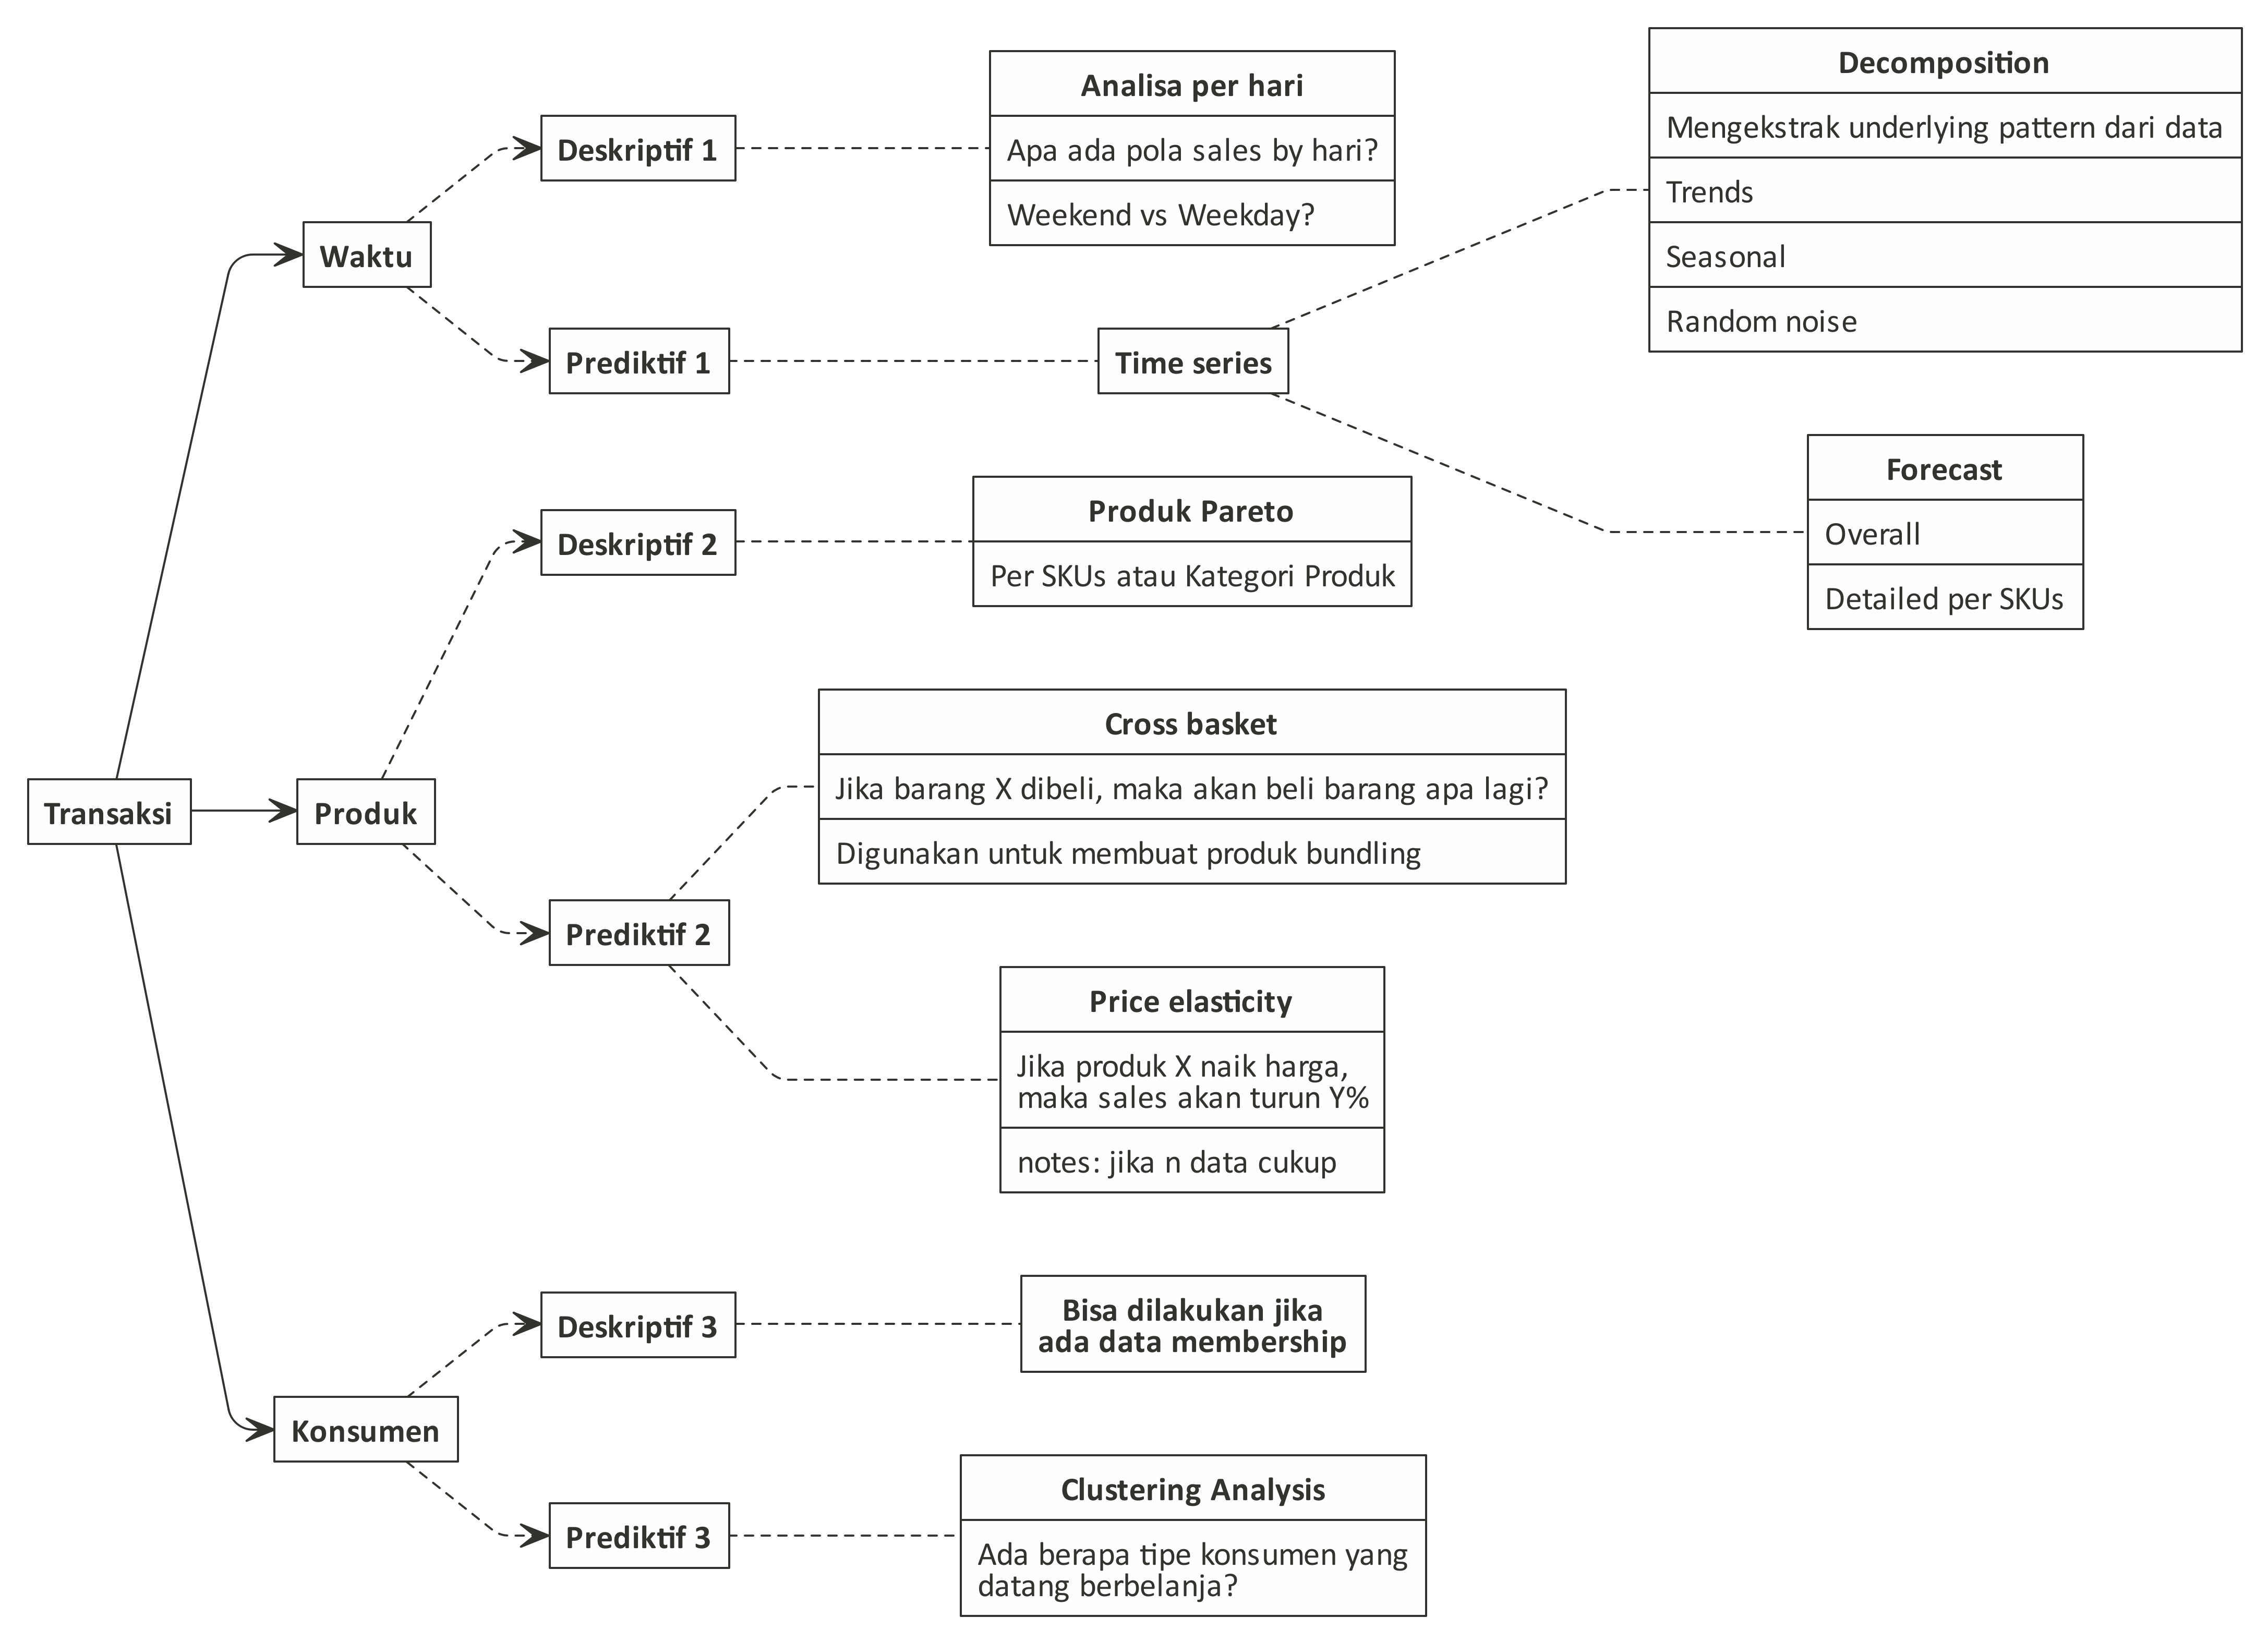 Transaksi
Waktu
Deskriptif 1
Analisa per hari
Apa ada pola sales by hari?
Weekend vs Weekday?
Prediktif 1
Time series
Decomposition
Mengekstrak underlying pattern dari data
Trends
Seasonal
Random noise
Forecast
Overall
Detailed per SKUs
Produk
Deskriptif 2
Produk Pareto
Per SKUs atau Kategori Produk
Prediktif 2
Cross basket
Jika barang X dibeli, maka akan beli barang apa lagi?
Digunakan untuk membuat produk bundling
Price elasticity
Jika produk X naik harga,
maka sales akan turun Y%
notes: jika n data cukup
Konsumen
Deskriptif 3
Bisa dilakukan jika
ada data membership
Prediktif 3
Clustering Analysis
Ada berapa tipe konsumen yang
datang berbelanja?